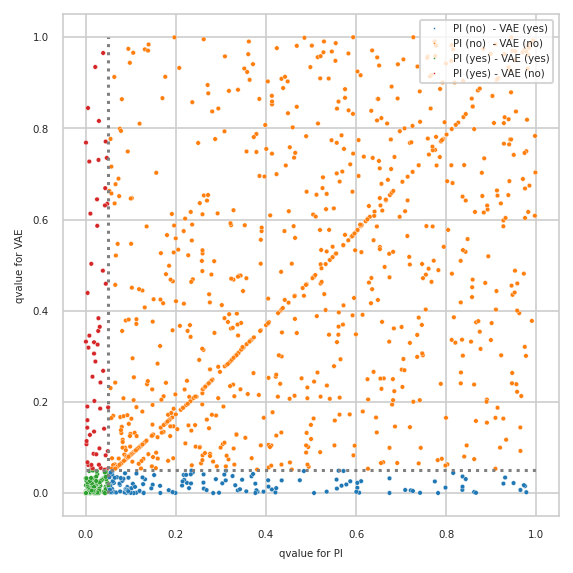 1.0
0.8
0.6
0.4
0.2
0.0
qvalue for VAE
PI (no)  - VAE (yes)
PI (no)  - VAE (no)
PI (yes) - VAE (yes)
PI (yes) - VAE (no)
0.0 0.2 0.4 0.6 0.8 1.0
qvalue for PI